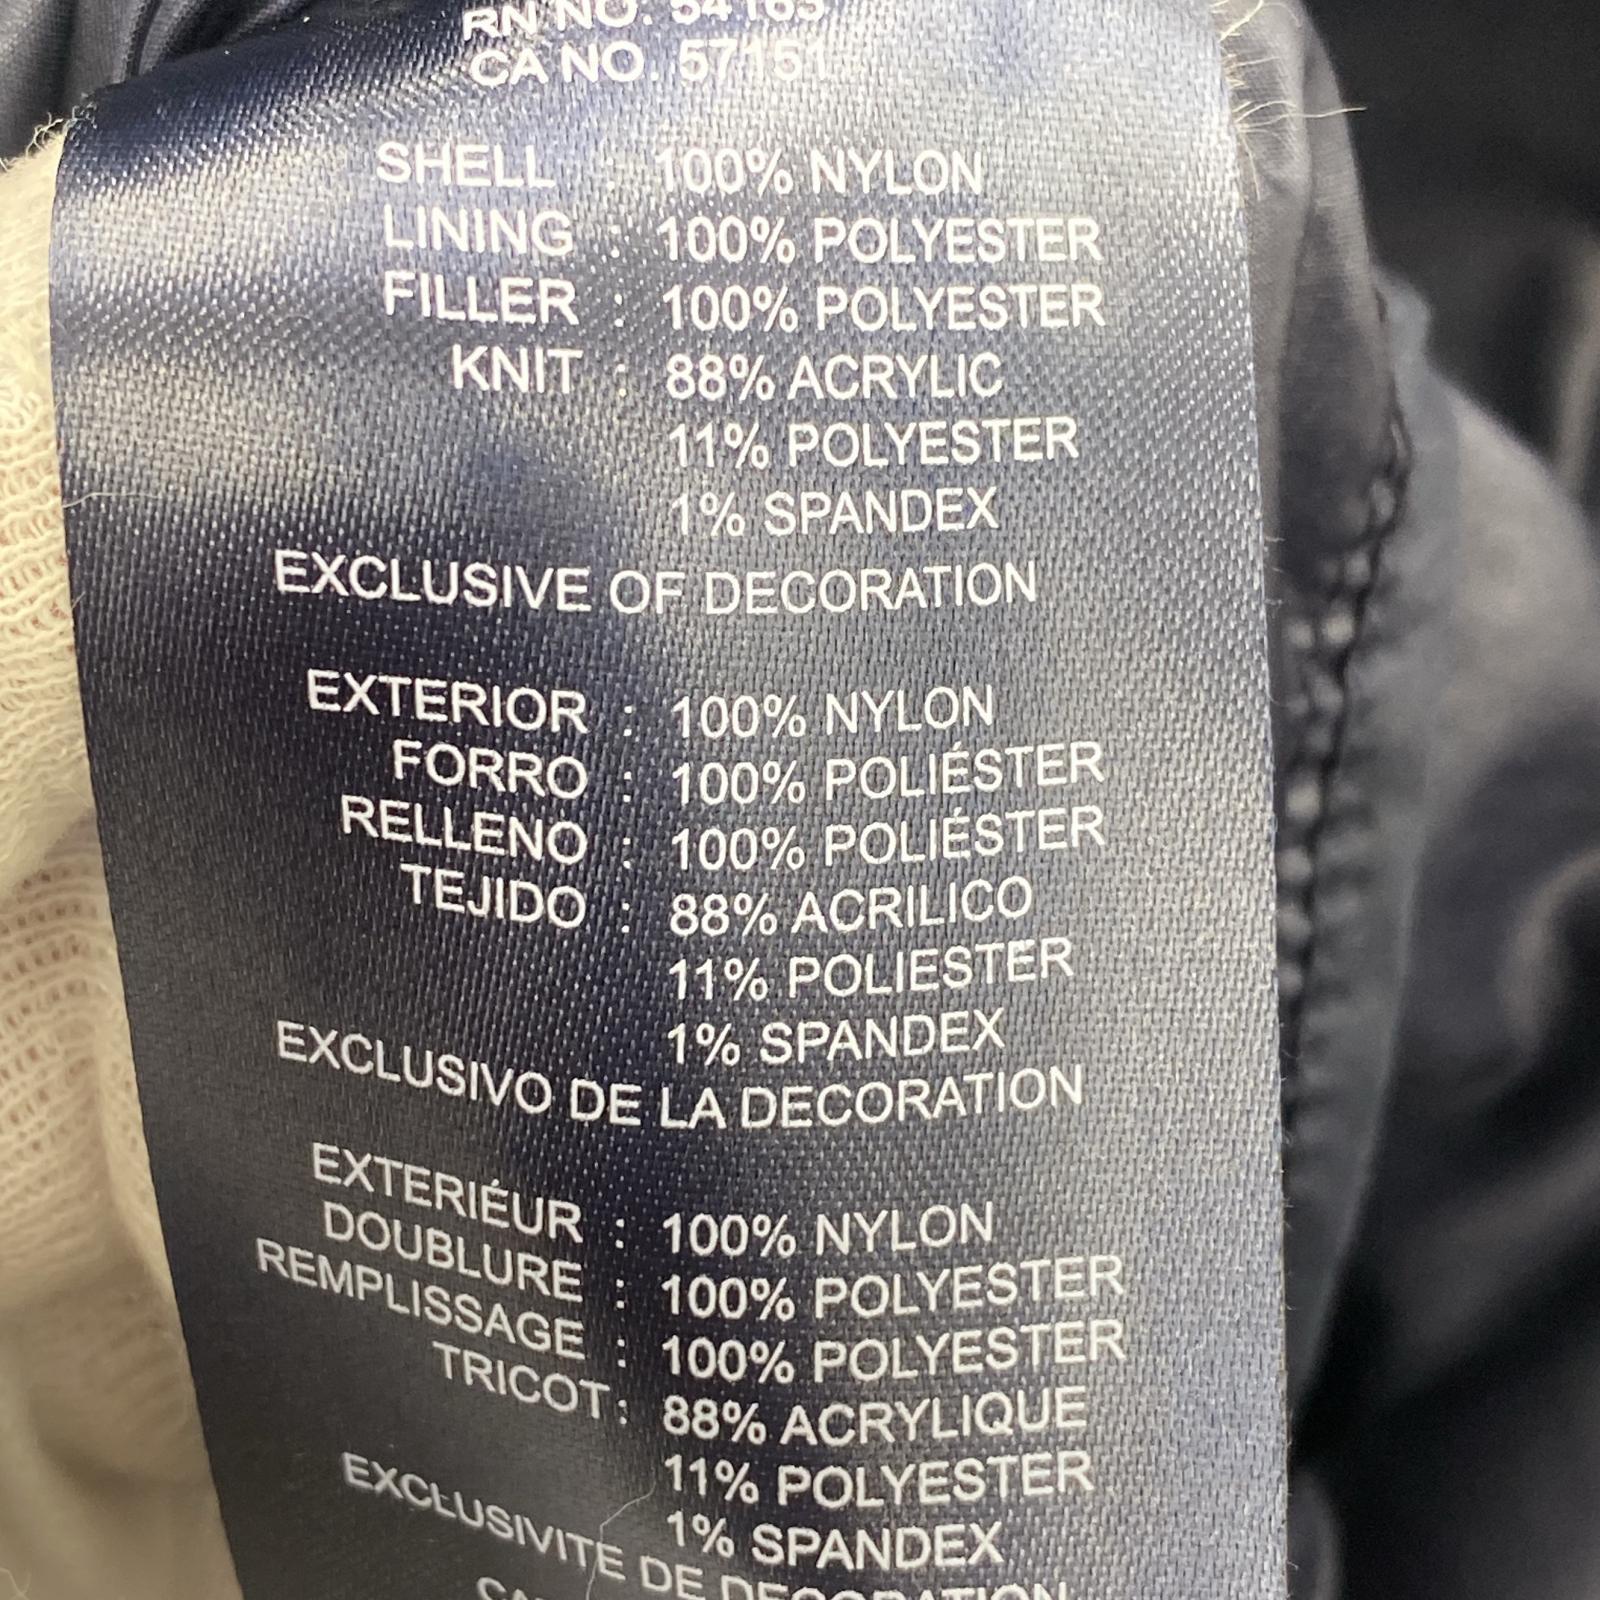 RN NO. 54163
CA NO. 57151
SHELL : 100% NYLON
LINING : 100% POLYESTER
FILLER : 100% POLYESTER
KNIT : 88% ACRYLIC
11% POLYESTER
1% SPANDEX
EXCLUSIVE OF DECORATION
EXTERIOR : 100% NYLON
FORRO : 100% POLIÉSTER
RELLENO : 100% POLIÉSTER
TEJIDO : 88% ACRILICO
11% POLIESTER
1% SPANDEX
EXCLUSIVO DE LA DECORATION
EXTERIÉUR : 100% NYLON
DOUBLURE : 100% POLYESTER
REMPLISSAGE : 100% POLYESTER
TRICOT : 88% ACRYLIQUE
11% POLYESTER
1% SPANDEX
EXCLUSIVITE DE DECORATION